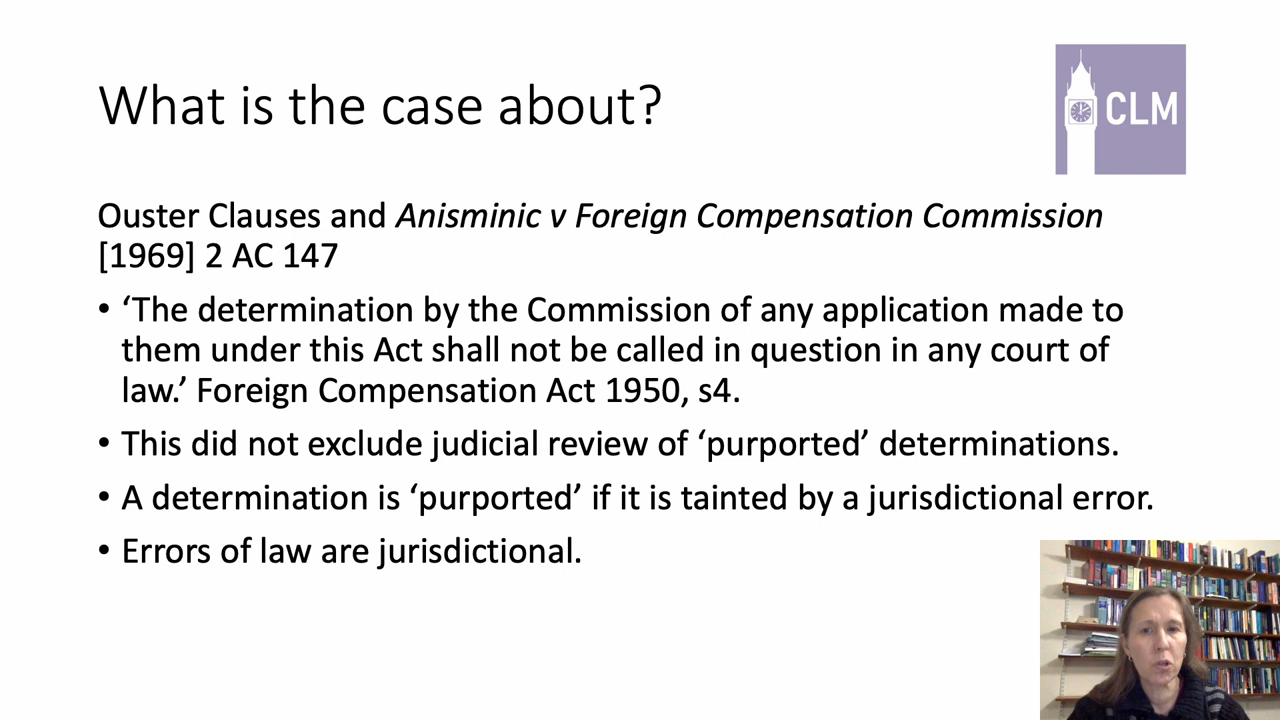 What is the case about?
CLM
Ouster Clauses and Anisminic v Foreign Compensation Commission
[1969] 2 AC 147
• ‘The determination by the Commission of any application made to
them under this Act shall not be called in question in any court of
law.’ Foreign Compensation Act 1950, s4.
• This did not exclude judicial review of ‘purported’ determinations.
• A determination is ‘purported’ if it is tainted by a jurisdictional error.
• Errors of law are jurisdictional.